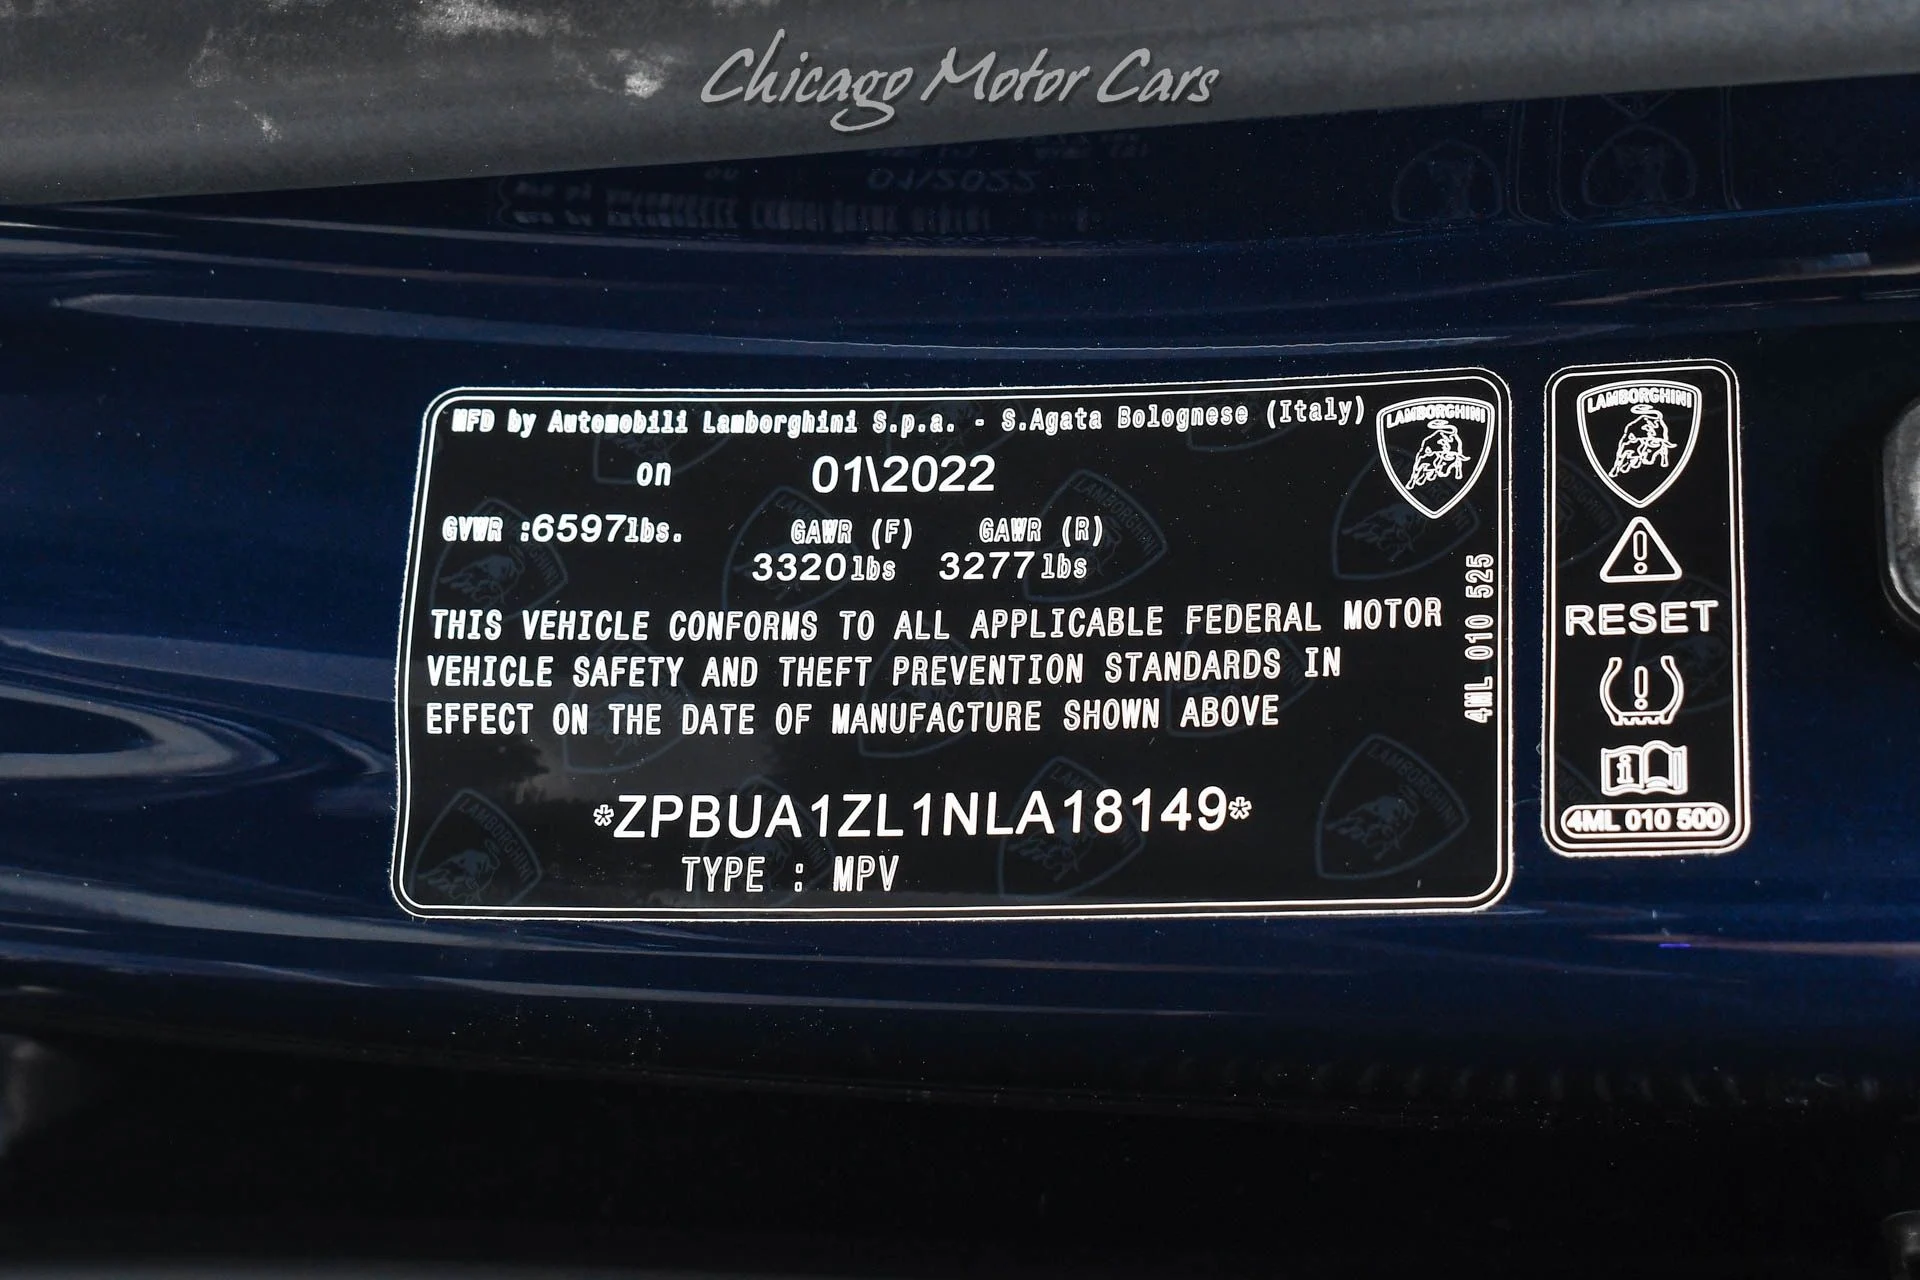 Chicago Motor Cars
MFD by Automobili Lamborghini S.p.a. - S.Agata Bolognese (Italy)
on 01\2022
GVWR :6597lbs. GAWR (F) GAWR (R)
3320lbs 3277lbs
THIS VEHICLE CONFORMS TO ALL APPLICABLE FEDERAL MOTOR
VEHICLE SAFETY AND THEFT PREVENTION STANDARDS IN
EFFECT ON THE DATE OF MANUFACTURE SHOWN ABOVE
*ZPBUA1ZL1NLA18149*
TYPE : MPV
LAMBORGHINI
4ML 010 525
LAMBORGHINI
RESET
4ML 010 500